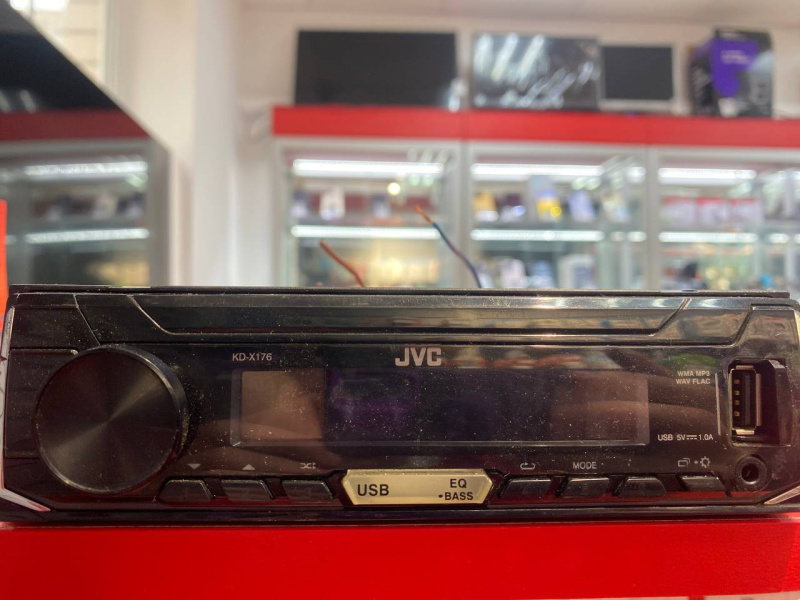 KD-X176
JVC
WMA MP3
WAV FLAC
USB 5V⎓1.0A
MODE
USB
EQ
•BASS